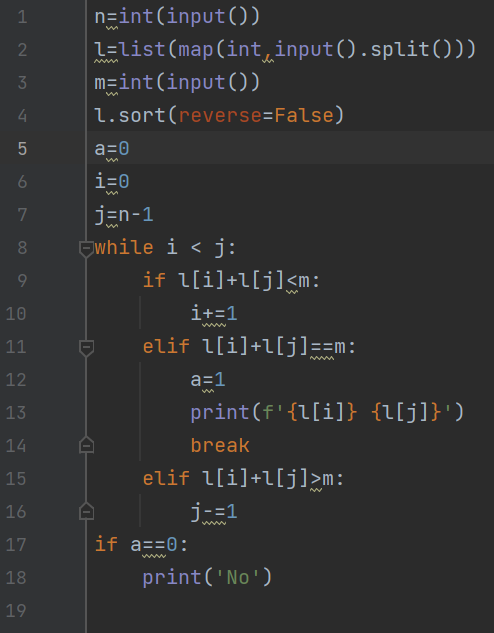 1 n=int(input())
2 l=list(map(int,input().split()))
3 m=int(input())
4 l.sort(reverse=False)
5 a=0
6 i=0
7 j=n-1
8 while i < j:
9     if l[i]+l[j]<m:
10         i+=1
11     elif l[i]+l[j]==m:
12         a=1
13         print(f'{l[i]} {l[j]}')
14         break
15     elif l[i]+l[j]>m:
16         j-=1
17 if a==0:
18     print('No')
19